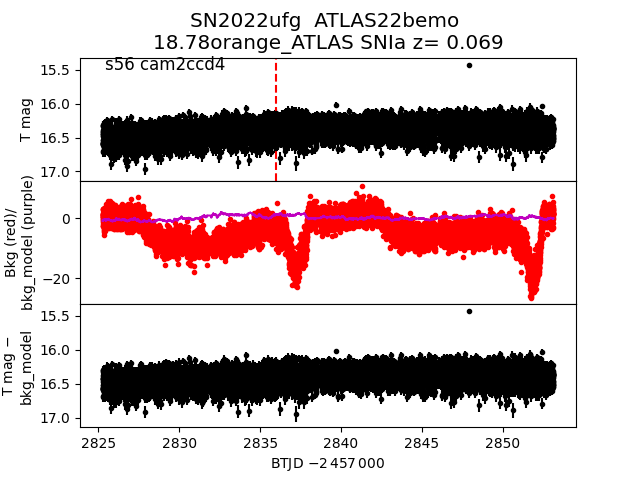 SN2022ufg  ATLAS22bemo
18.78orange_ATLAS SNIa z= 0.069
s56 cam2ccd4
T mag
15.5
16.0
16.5
17.0
Bkg (red)/
bkg_model (purple)
0
−20
T mag −
bkg_model
15.5
16.0
16.5
17.0
2825
2830
2835
2840
2845
2850
BTJD −2 457 000